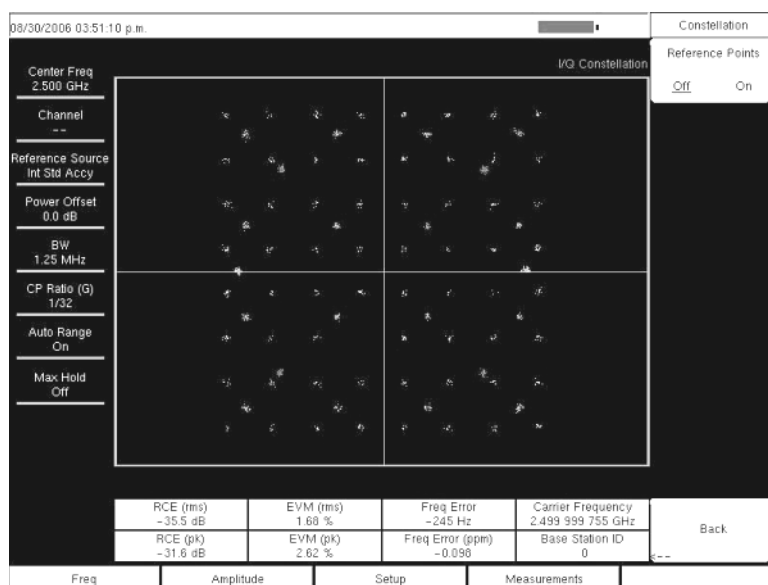 08/30/2006 03:51:10 p.m.
Constellation
Reference Points
Off On
I/Q Constellation
Center Freq
2.500 GHz
Channel
--
Reference Source
Int Std Accy
Power Offset
0.0 dB
BW
1.25 MHz
CP Ratio (G)
1/32
Auto Range
On
Max Hold
Off
RCE (rms)
-35.5 dB
EVM (rms)
1.68 %
Freq Error
-245 Hz
Carrier Frequency
2.499 999 755 GHz
RCE (pk)
-31.6 dB
EVM (pk)
2.62 %
Freq Error (ppm)
-0.098
Base Station ID
0
Back
<--
Freq Amplitude Setup Measurements